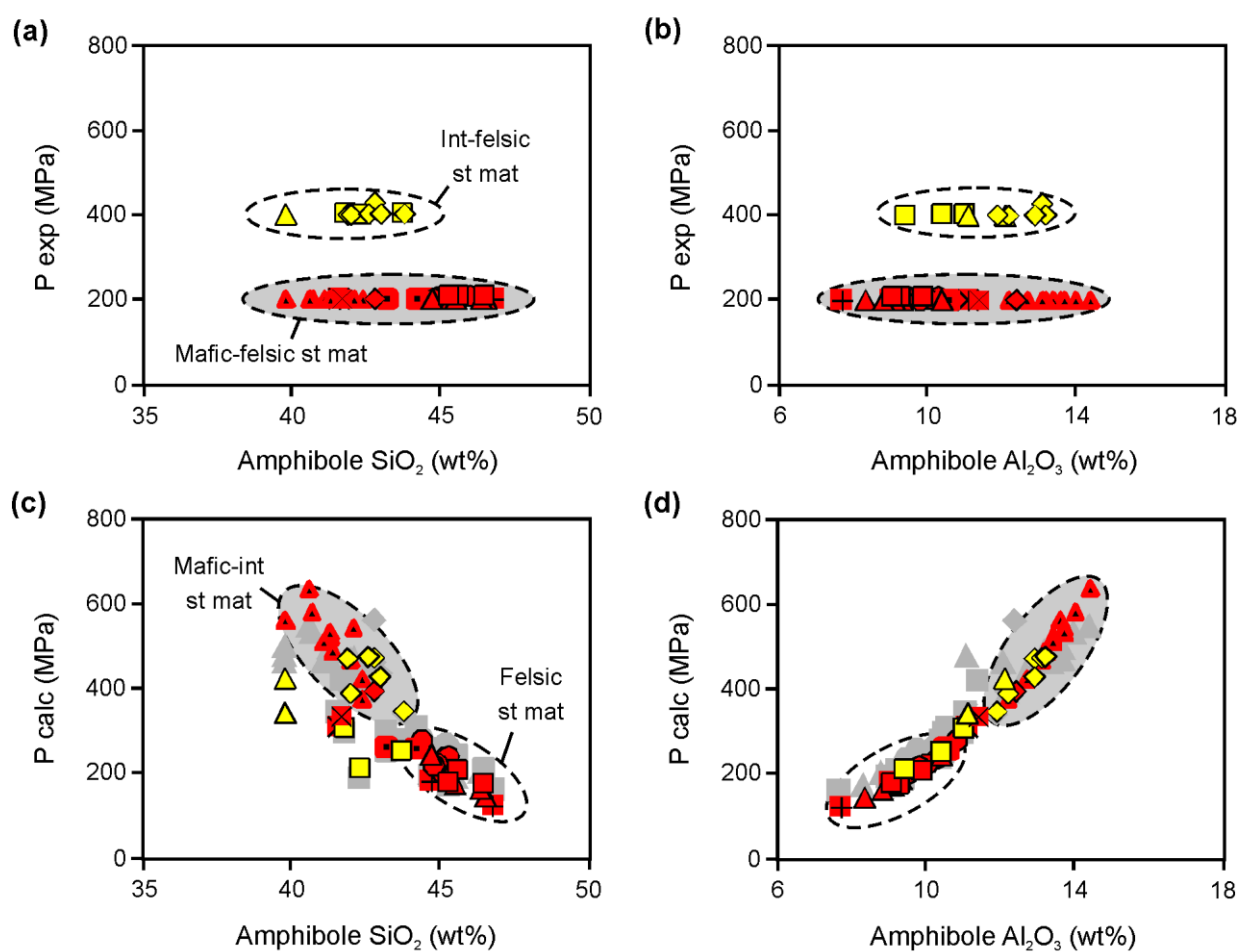 (a)
800
600
400
200
0
P exp (MPa)
Int-felsic
st mat
Mafic-felsic st mat
35
40
45
50
Amphibole SiO₂ (wt%)
(b)
800
600
400
200
0
P exp (MPa)
6
10
14
18
Amphibole Al₂O₃ (wt%)
(c)
800
600
400
200
0
P calc (MPa)
Mafic-int
st mat
Felsic
st mat
35
40
45
50
Amphibole SiO₂ (wt%)
(d)
800
600
400
200
0
P calc (MPa)
6
10
14
18
Amphibole Al₂O₃ (wt%)